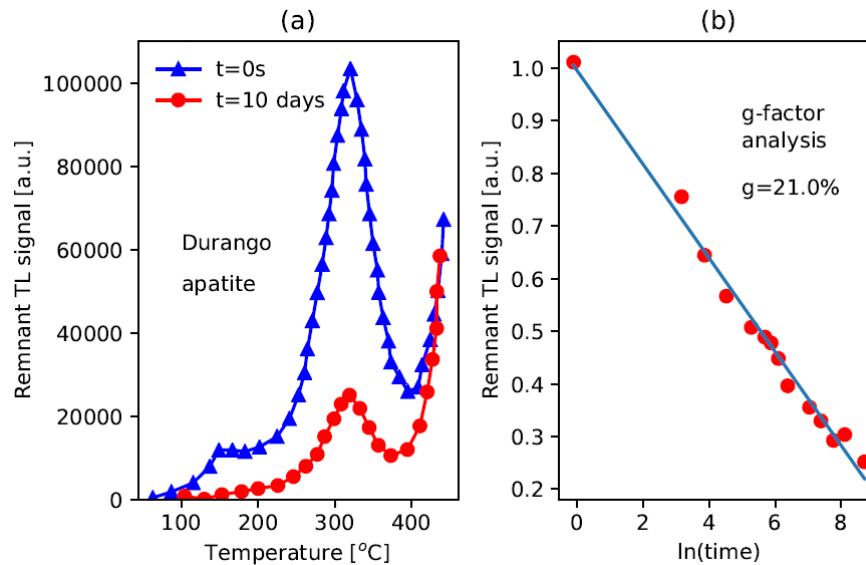 (a)
t=0s
t=10 days
Durango
apatite
Remnant TL signal [a.u.]
100000
80000
60000
40000
20000
0
100
200
300
400
Temperature [°C]
(b)
g-factor
analysis
g=21.0%
Remnant TL signal [a.u.]
1.0
0.9
0.8
0.7
0.6
0.5
0.4
0.3
0.2
0
2
4
6
8
ln(time)